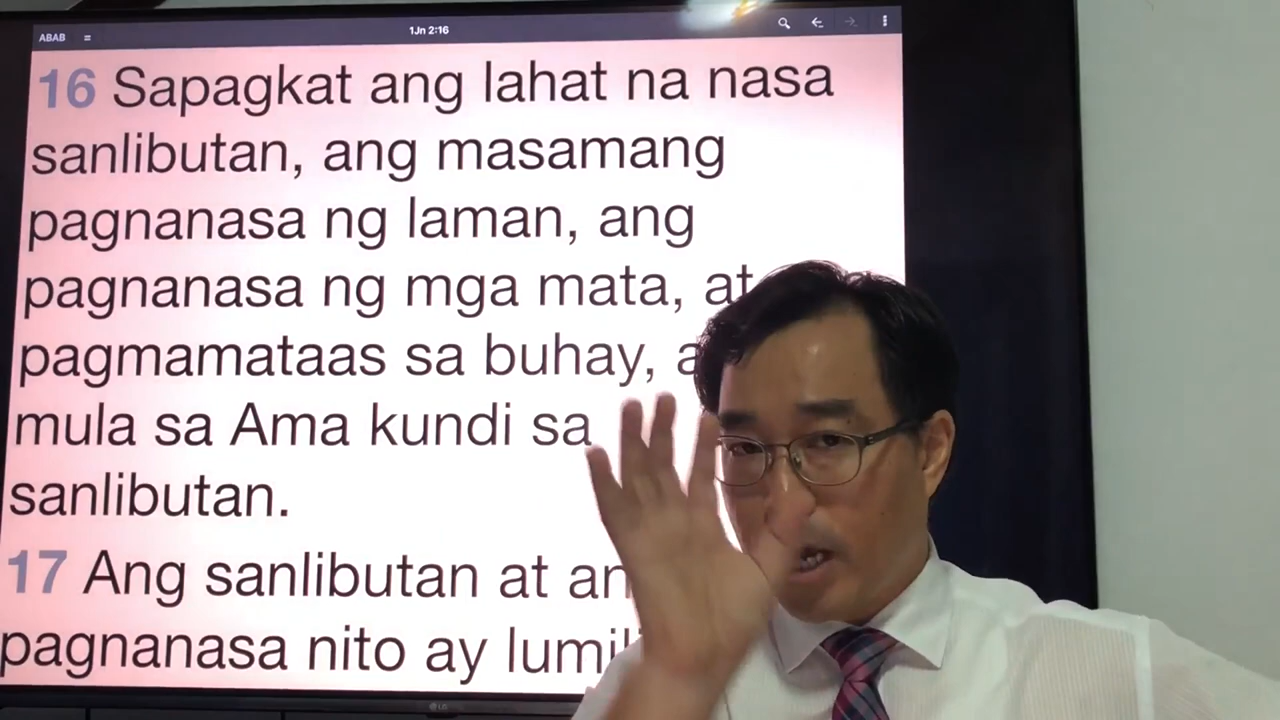 ABAB =
1Jn 2:16
16 Sapagkat ang lahat na nasa
sanlibutan, ang masamang
pagnanasa ng laman, ang
pagnanasa ng mga mata, at
pagmamataas sa buhay,
mula sa Ama kundi sa
sanlibutan.
17 Ang sanlibutan at
pagnanasa nito ay
LG